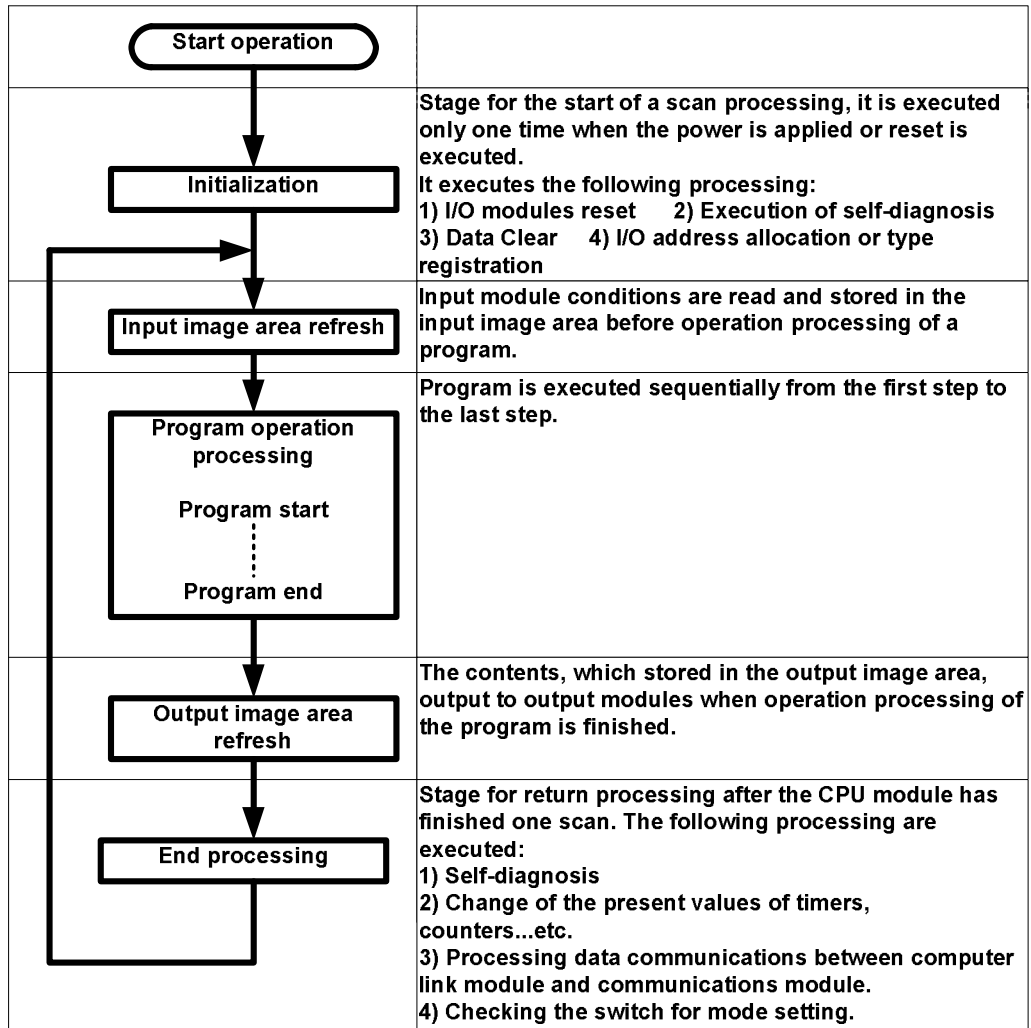 Start operation
Stage for the start of a scan processing, it is executed
only one time when the power is applied or reset is
executed.
Initialization
It executes the following processing:
1) I/O modules reset 2) Execution of self-diagnosis
3) Data Clear 4) I/O address allocation or type
registration
Input image area refresh
Input module conditions are read and stored in the
input image area before operation processing of a
program.
Program operation
processing
Program start
Program end
Program is executed sequentially from the first step to
the last step.
Output image area
refresh
The contents, which stored in the output image area,
output to output modules when operation processing of
the program is finished.
End processing
Stage for return processing after the CPU module has
finished one scan. The following processing are
executed:
1) Self-diagnosis
2) Change of the present values of timers,
counters...etc.
3) Processing data communications between computer
link module and communications module.
4) Checking the switch for mode setting.